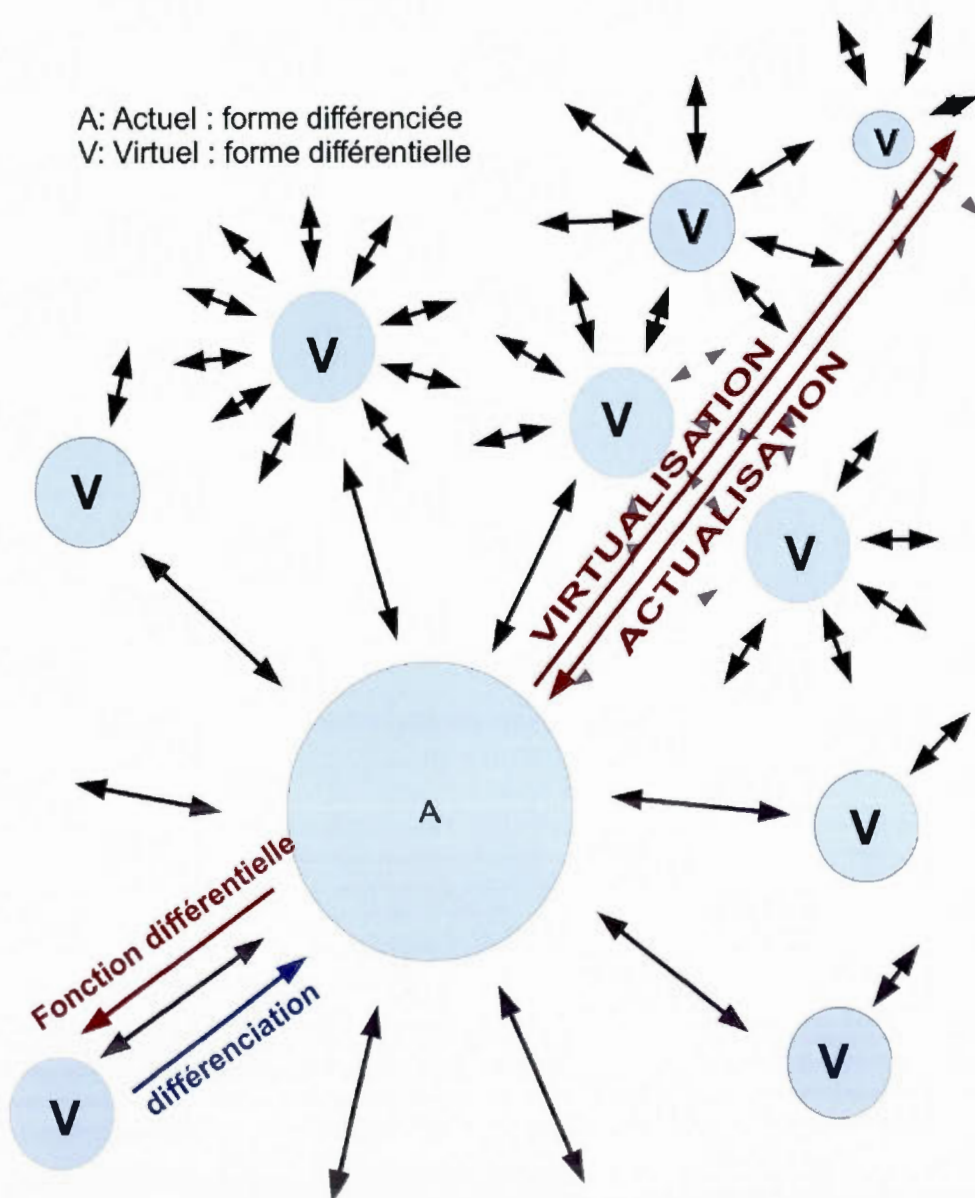 A: Actuel : forme différenciée
V: Virtuel : forme différentielle
V
V
V
V
V
VIRTUALISATION
ACTUALISATION
V
A
V
Fonction différentielle
différenciation
V
V